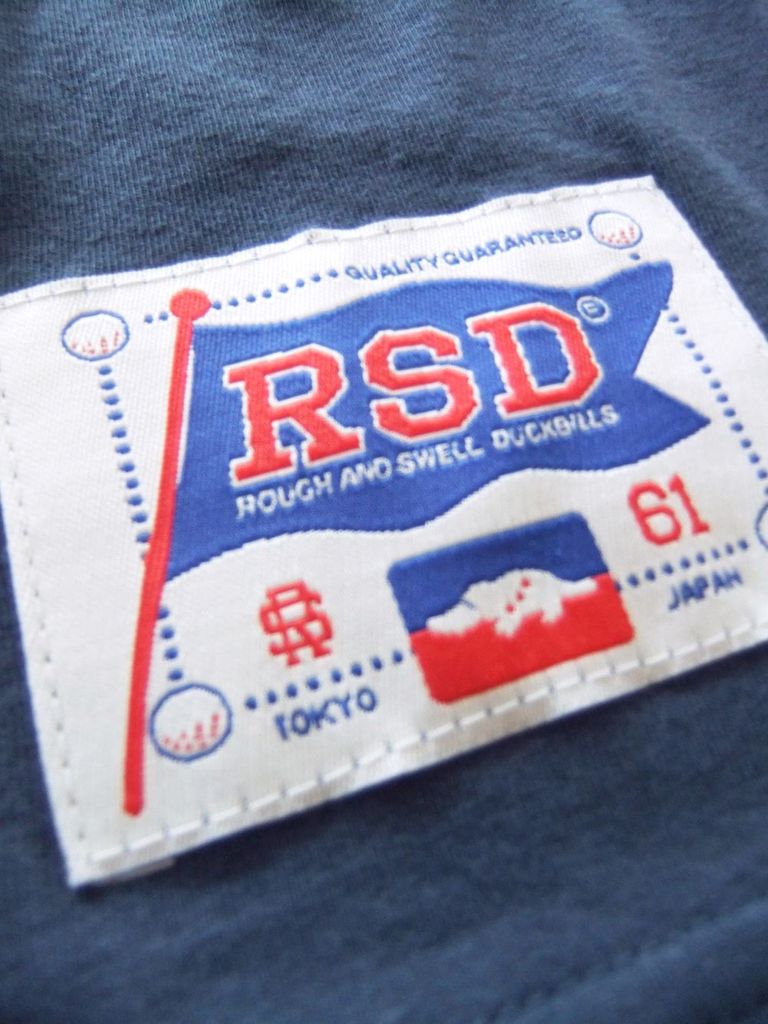 QUALITY GUARANTEED
RSD
ROUGH AND SWELL DUCKBILLS
61
JAPAN
TOKYO